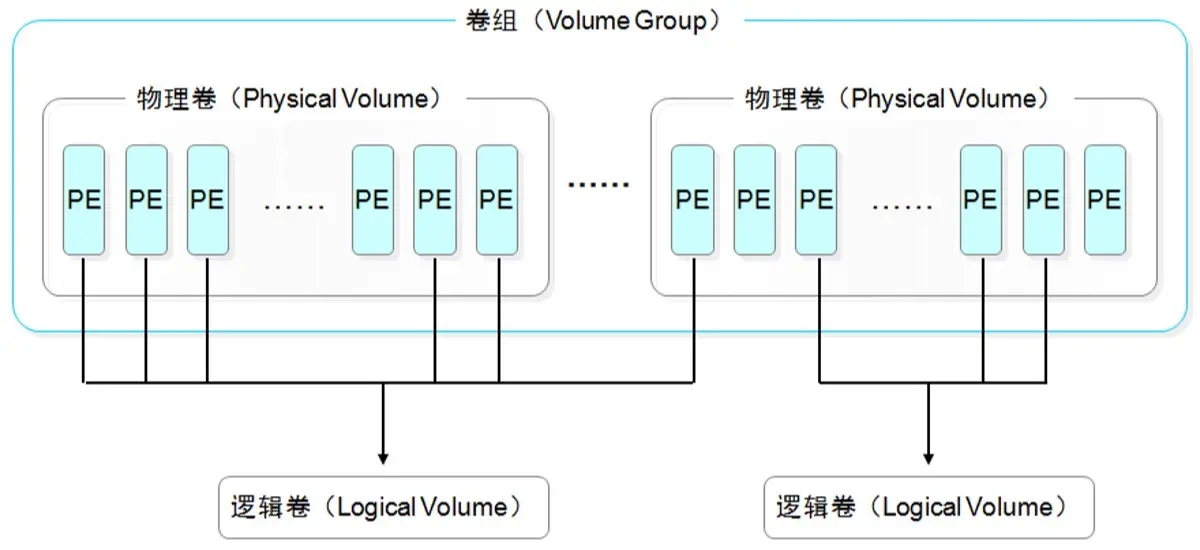 卷组（Volume Group）
物理卷（Physical Volume）
物理卷（Physical Volume）
PE PE PE …… PE PE PE …… PE PE PE …… PE PE PE
逻辑卷（Logical Volume）
逻辑卷（Logical Volume）